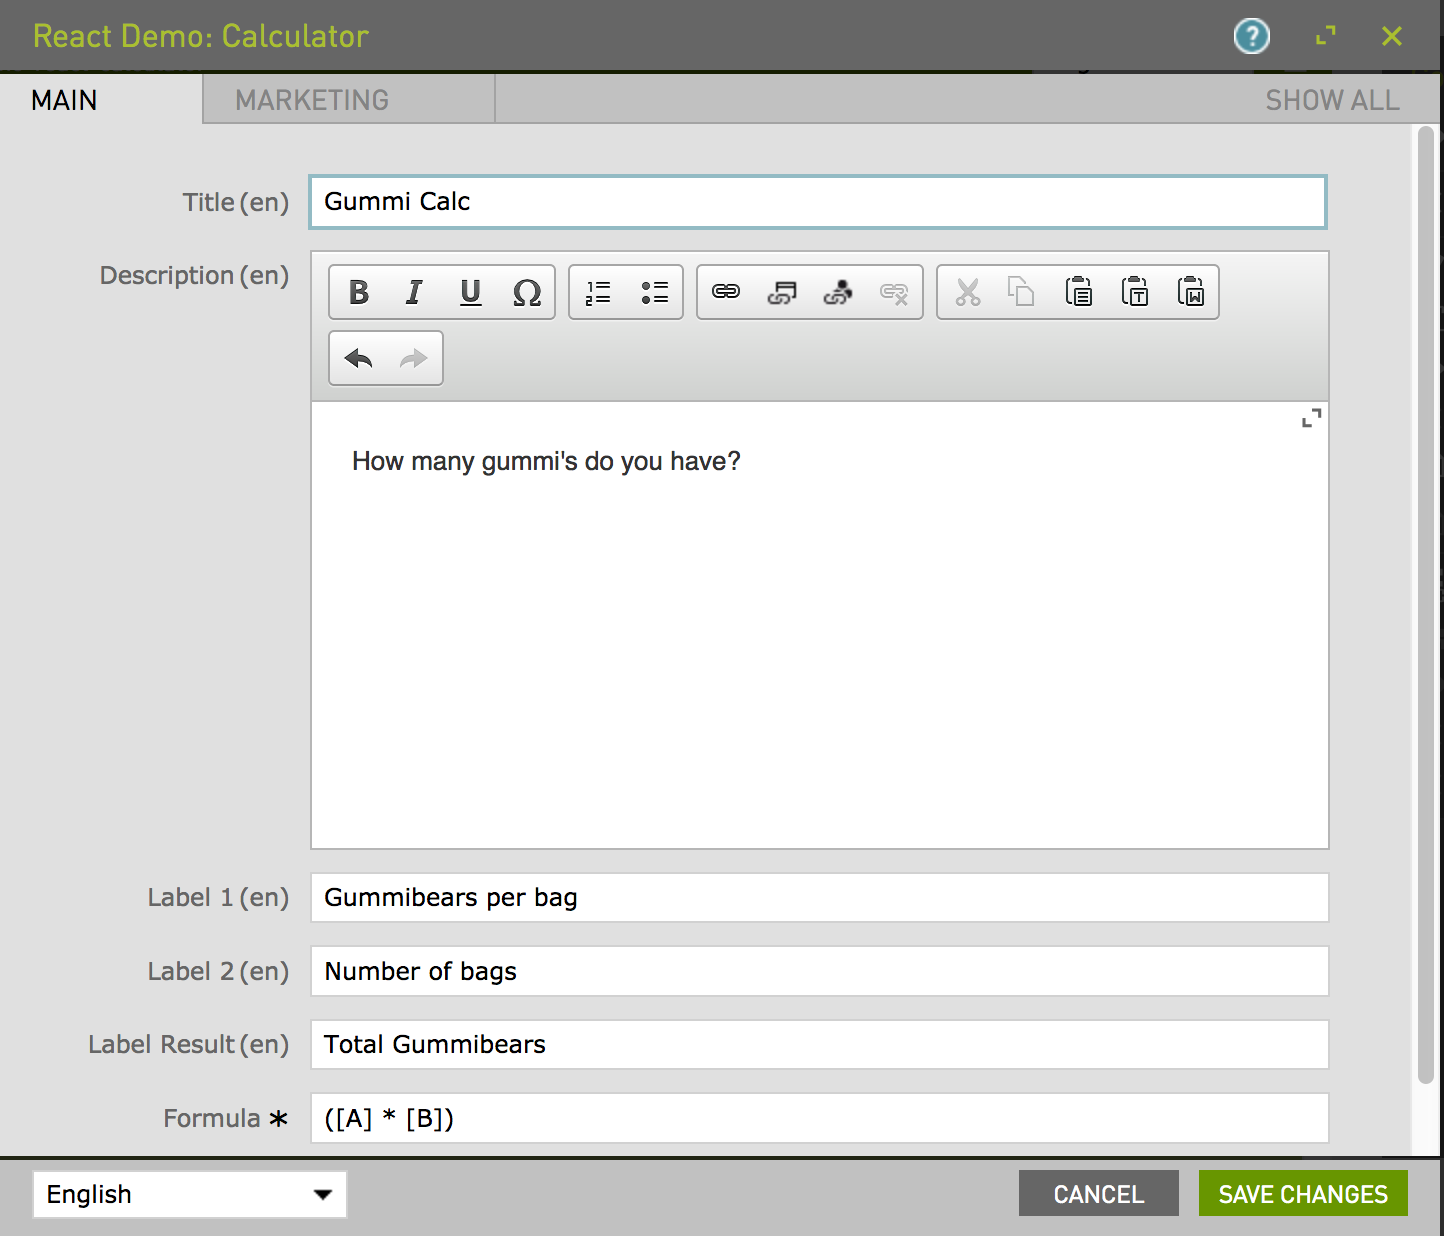 React Demo: Calculator
?
MAIN
MARKETING
SHOW ALL
Title (en)
Gummi Calc
Description (en)
B I U Ω
How many gummi's do you have?
Label 1 (en)
Gummibears per bag
Label 2 (en)
Number of bags
Label Result (en)
Total Gummibears
Formula *
([A] * [B])
English
CANCEL
SAVE CHANGES